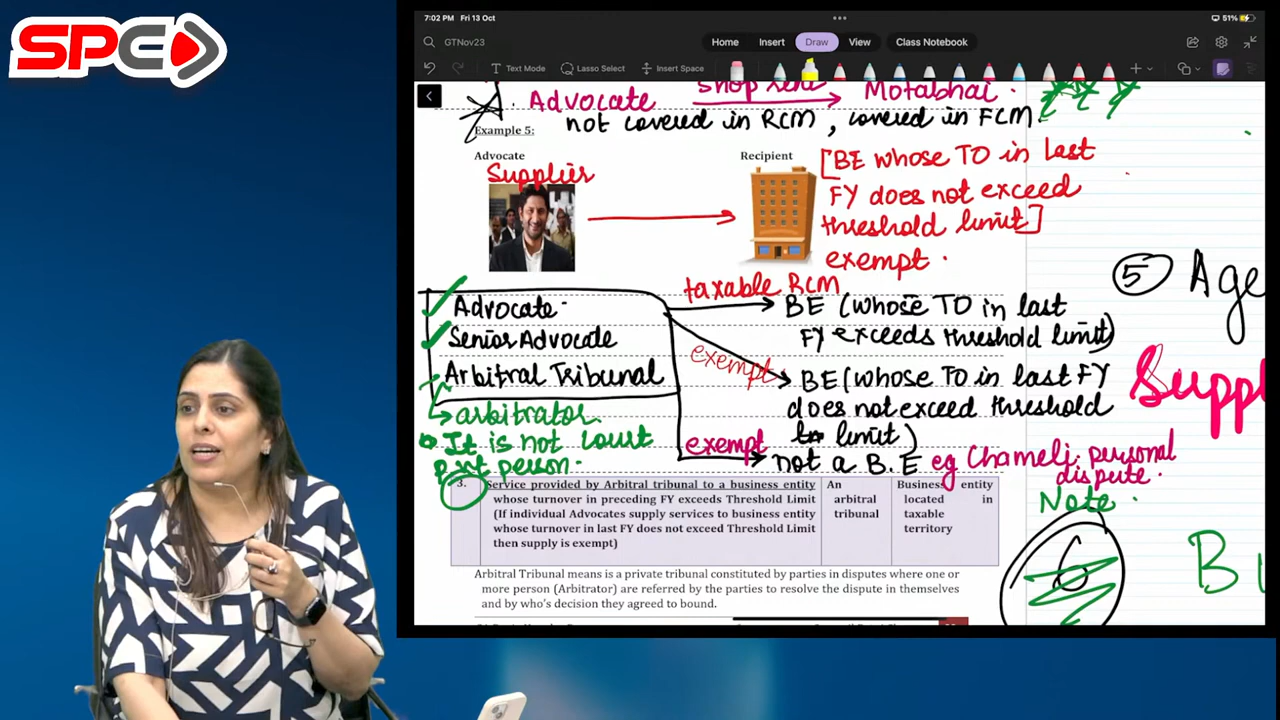 SPC
7:02 PM Fri 13 Oct
51%
GTNov23
Home Insert Draw View Class Notebook
Text Mode Lasso Select Insert Space
Advocate shop rent Motabhai.
not covered in RCM, covered in FCM.
Example 5:
Advocate
Recipient
Supplier
[BE whose TO in last
FY does not exceed
threshold limit]
exempt.
taxable RCM
Advocate
Senior Advocate
Arbitral Tribunal
BE (whose TO in last
FY exceeds threshold limit)
exempt
BE (whose TO in last FY
does not exceed threshold
limit)
arbitrator
It is not court
pvt person.
exempt
not a B.E eg Chameli personal
dispute.
3.
Service provided by Arbitral tribunal to a business entity
whose turnover in preceding FY exceeds Threshold Limit
(If individual Advocates supply services to business entity
whose turnover in last FY does not exceed Threshold Limit
then supply is exempt)
An
arbitral
tribunal
Business entity
located in
taxable
territory
Arbitral Tribunal means is a private tribunal constituted by parties in disputes where one or
more person (Arbitrator) are referred by the parties to resolve the dispute in themselves
and by who's decision they agreed to bound.
5 Age
Suppl
Note.
6
Bu